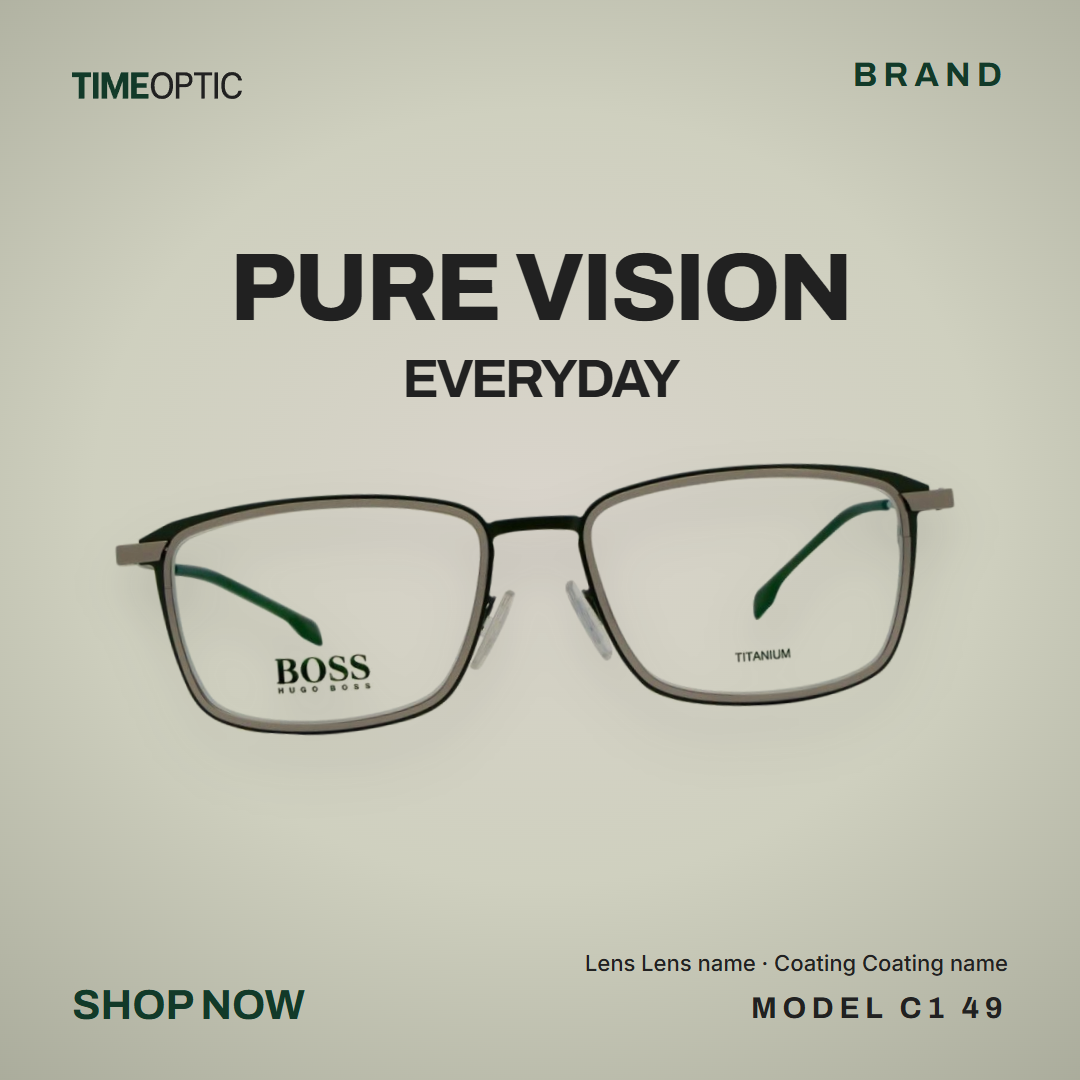 TIMEOPTIC
BRAND
PURE VISION
EVERYDAY
BOSS
HUGO BOSS
TITANIUM
Lens Lens name · Coating Coating name
SHOP NOW
MODEL C1 49